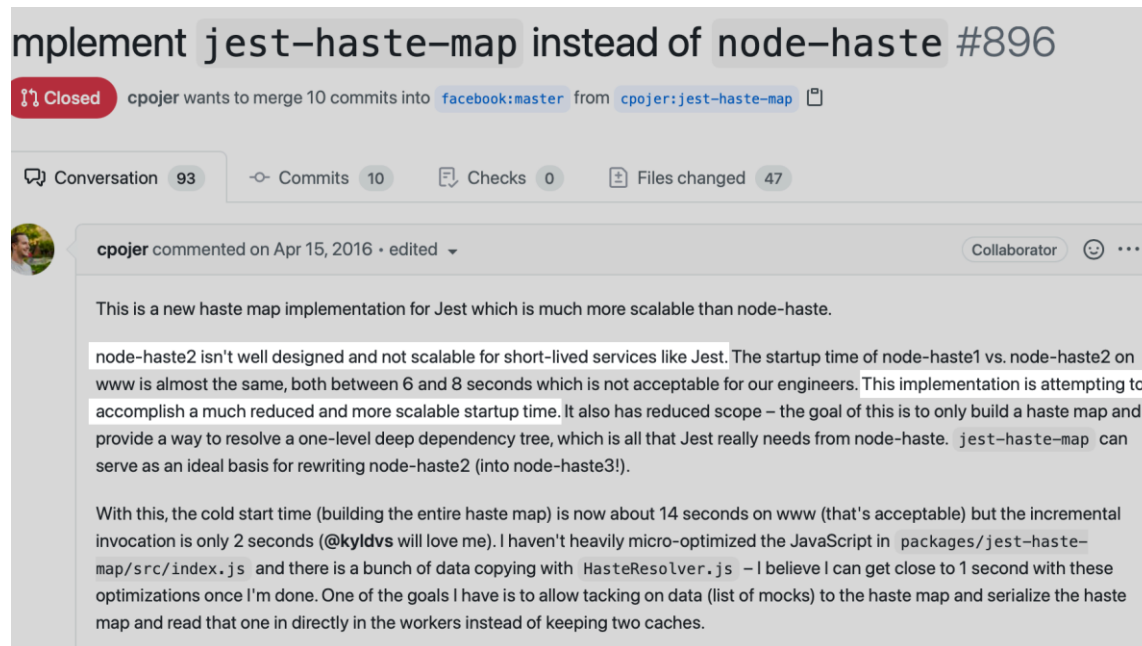 mplement jest-haste-map instead of node-haste #896
Closed cpojer wants to merge 10 commits into facebook:master from cpojer:jest-haste-map
Conversation 93 Commits 10 Checks 0 Files changed 47
cpojer commented on Apr 15, 2016 • edited Collaborator
This is a new haste map implementation for Jest which is much more scalable than node-haste.
node-haste2 isn't well designed and not scalable for short-lived services like Jest. The startup time of node-haste1 vs. node-haste2 on
www is almost the same, both between 6 and 8 seconds which is not acceptable for our engineers. This implementation is attempting to
accomplish a much reduced and more scalable startup time. It also has reduced scope – the goal of this is to only build a haste map and
provide a way to resolve a one-level deep dependency tree, which is all that Jest really needs from node-haste. jest-haste-map can
serve as an ideal basis for rewriting node-haste2 (into node-haste3!).
With this, the cold start time (building the entire haste map) is now about 14 seconds on www (that's acceptable) but the incremental
invocation is only 2 seconds (@kyldvs will love me). I haven't heavily micro-optimized the JavaScript in packages/jest-haste-
map/src/index.js and there is a bunch of data copying with HasteResolver.js – I believe I can get close to 1 second with these
optimizations once I'm done. One of the goals I have is to allow tacking on data (list of mocks) to the haste map and serialize the haste
map and read that one in directly in the workers instead of keeping two caches.